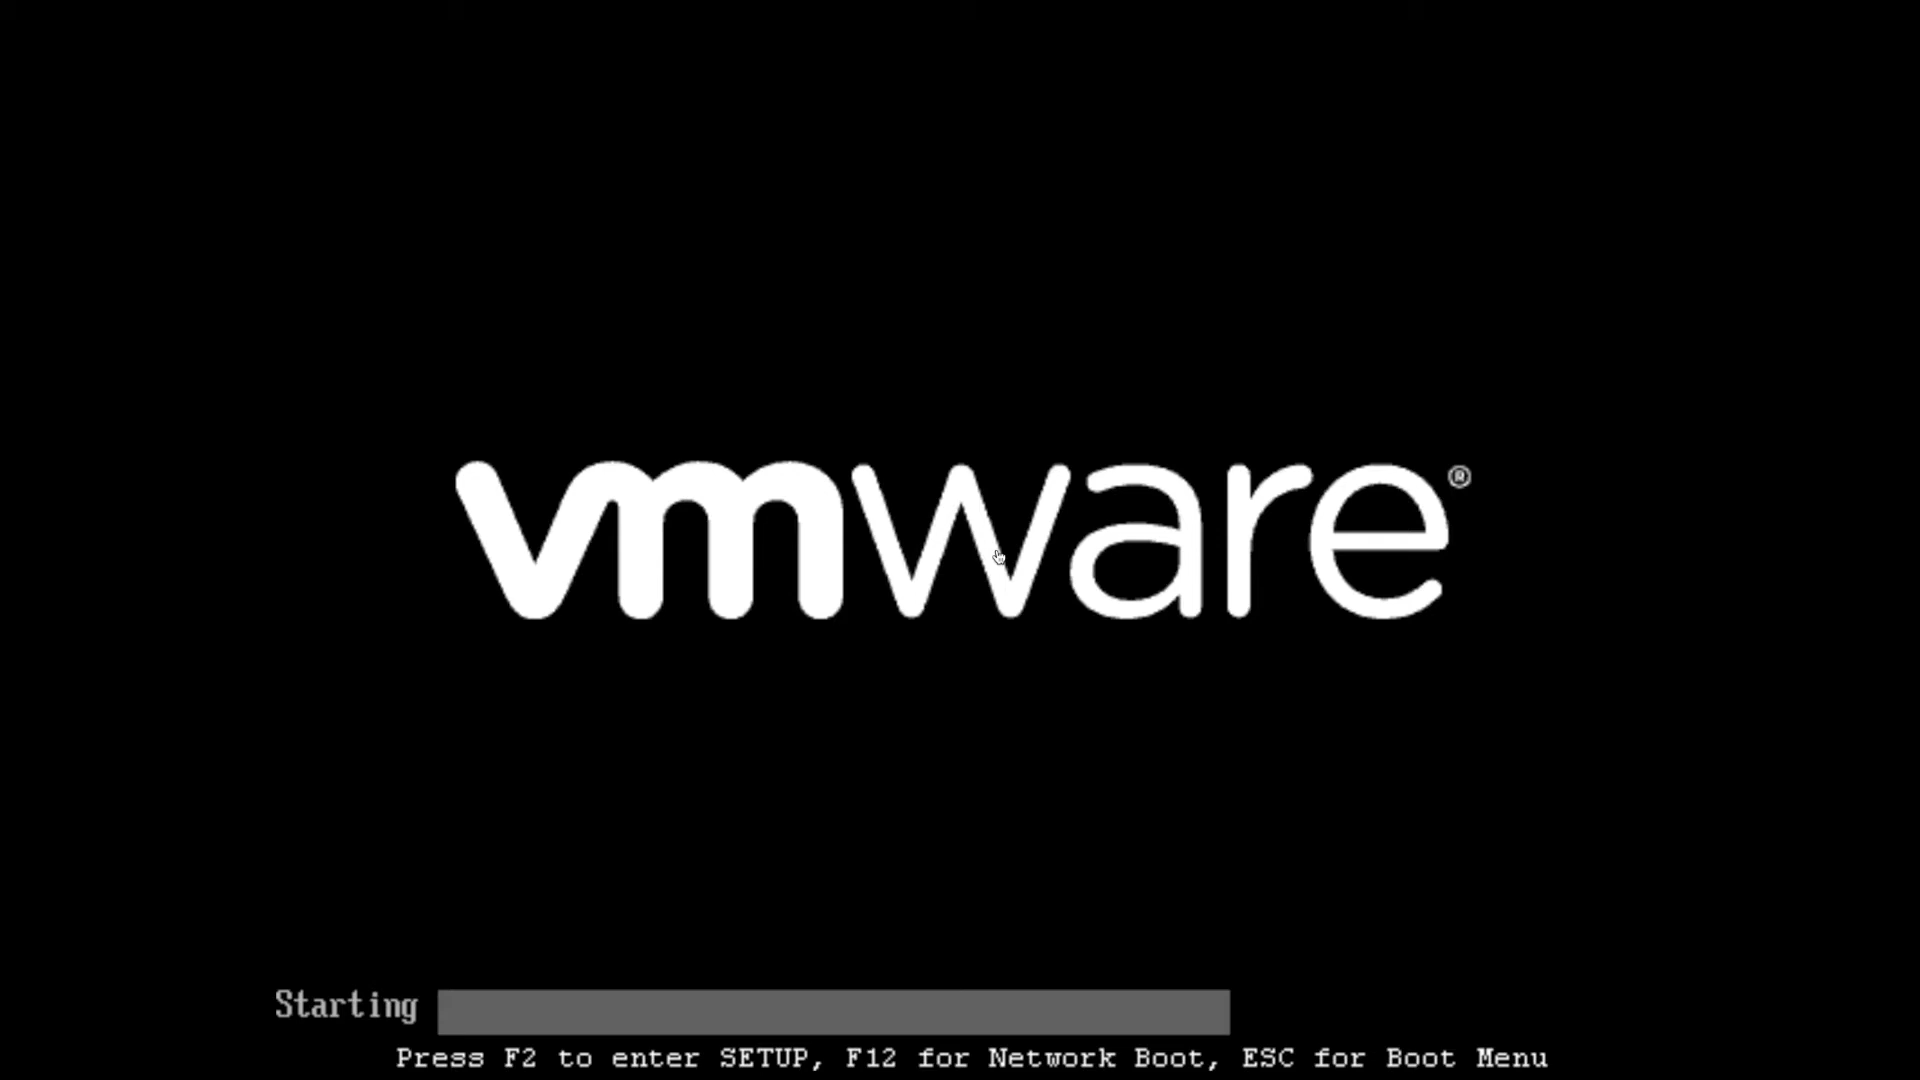 vmware®
Starting
Press F2 to enter SETUP, F12 for Network Boot, ESC for Boot Menu